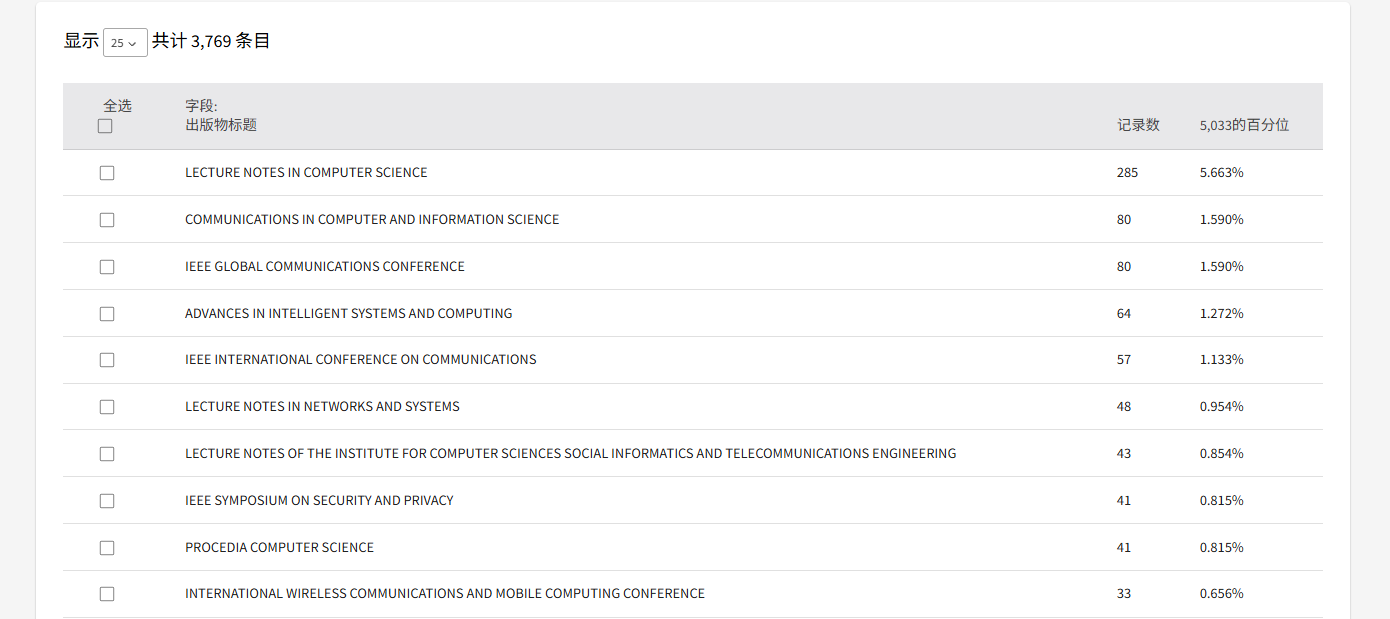 显示 25 共计 3,769 条目
全选 字段:
出版物标题 记录数 5,033的百分位
LECTURE NOTES IN COMPUTER SCIENCE 285 5.663%
COMMUNICATIONS IN COMPUTER AND INFORMATION SCIENCE 80 1.590%
IEEE GLOBAL COMMUNICATIONS CONFERENCE 80 1.590%
ADVANCES IN INTELLIGENT SYSTEMS AND COMPUTING 64 1.272%
IEEE INTERNATIONAL CONFERENCE ON COMMUNICATIONS 57 1.133%
LECTURE NOTES IN NETWORKS AND SYSTEMS 48 0.954%
LECTURE NOTES OF THE INSTITUTE FOR COMPUTER SCIENCES SOCIAL INFORMATICS AND TELECOMMUNICATIONS ENGINEERING 43 0.854%
IEEE SYMPOSIUM ON SECURITY AND PRIVACY 41 0.815%
PROCEDIA COMPUTER SCIENCE 41 0.815%
INTERNATIONAL WIRELESS COMMUNICATIONS AND MOBILE COMPUTING CONFERENCE 33 0.656%